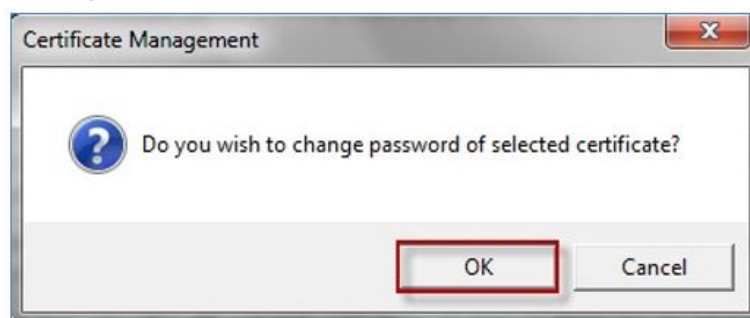 Certificate Management
Do you wish to change password of selected certificate?
OK
Cancel